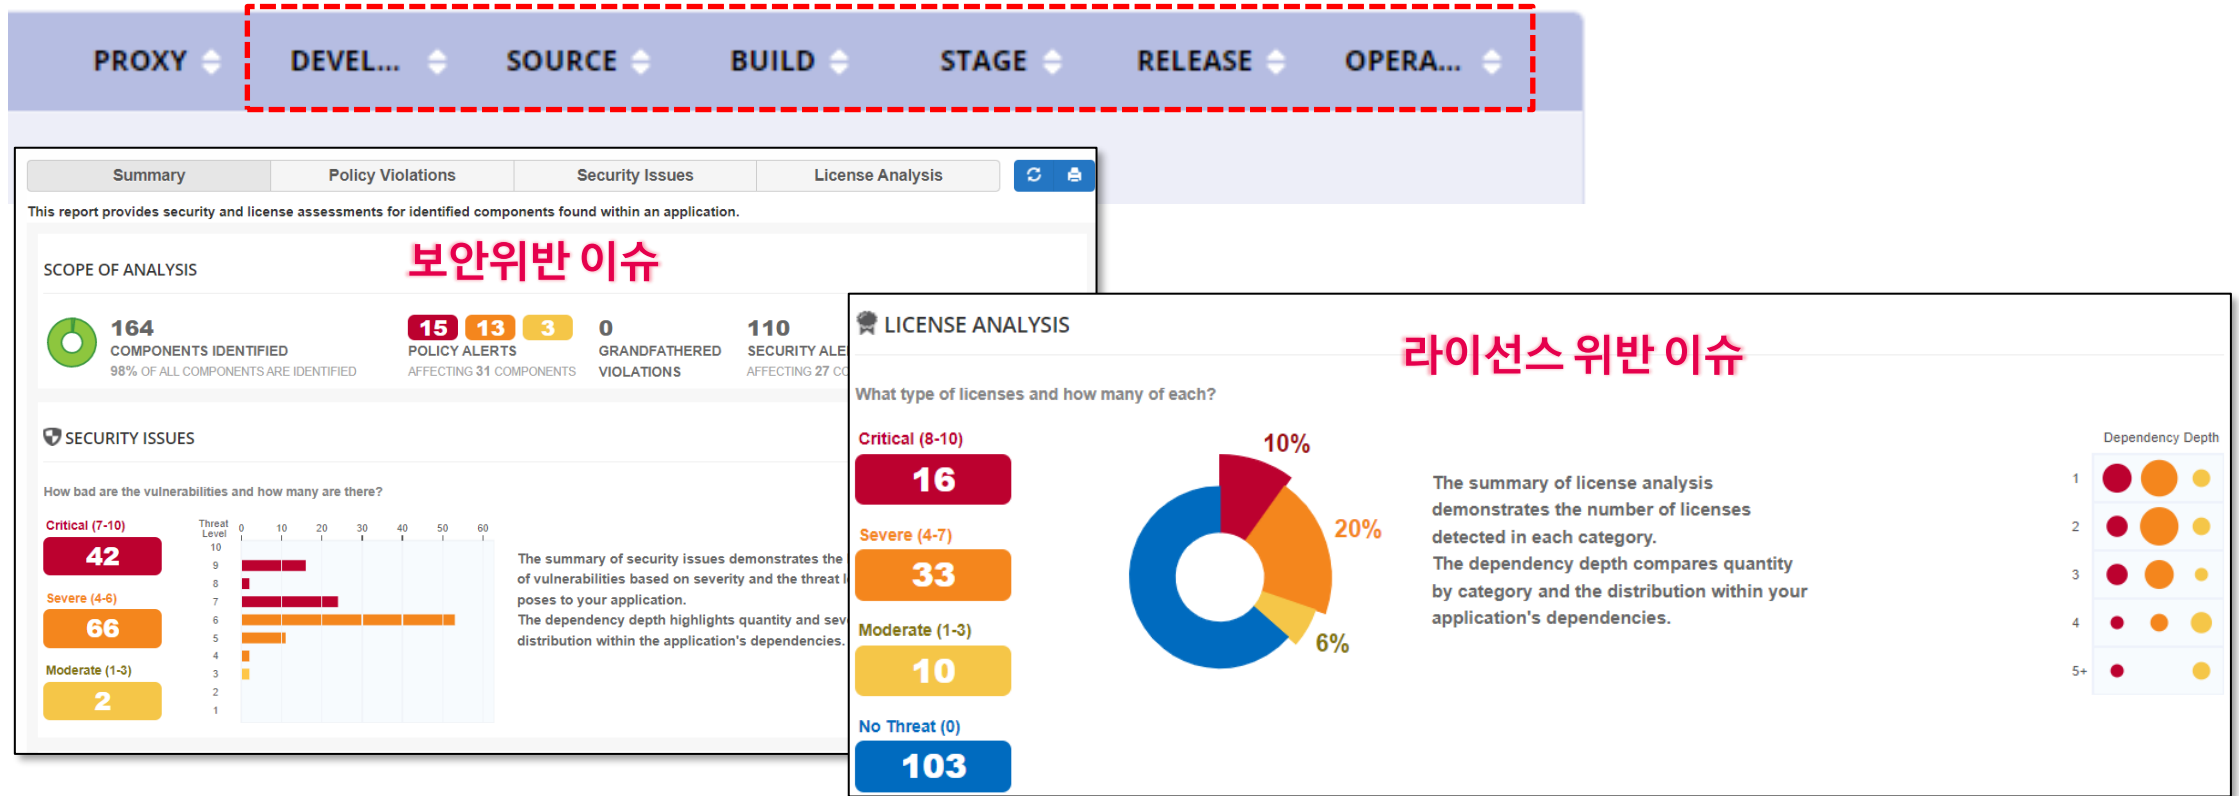 PROXY DEVEL... SOURCE BUILD STAGE RELEASE OPERA...
Summary Policy Violations Security Issues License Analysis
This report provides security and license assessments for identified components found within an application.
보안위반 이슈
SCOPE OF ANALYSIS
164
COMPONENTS IDENTIFIED
98% OF ALL COMPONENTS ARE IDENTIFIED
15 13 3
POLICY ALERTS
AFFECTING 31 COMPONENTS
0
GRANDFATHERED
VIOLATIONS
110
SECURITY ALE
AFFECTING 27 CO
SECURITY ISSUES
How bad are the vulnerabilities and how many are there?
Critical (7-10)
42
Severe (4-6)
66
Moderate (1-3)
2
Threat
Level
0 10 20 30 40 50 60
10
9
8
7
6
5
4
3
2
1
The summary of security issues demonstrates the
of vulnerabilities based on severity and the threat l
poses to your application.
The dependency depth highlights quantity and sev
distribution within the application's dependencies.
LICENSE ANALYSIS
라이선스 위반 이슈
What type of licenses and how many of each?
Critical (8-10)
16
Severe (4-7)
33
Moderate (1-3)
10
No Threat (0)
103
10%
20%
6%
The summary of license analysis
demonstrates the number of licenses
detected in each category.
The dependency depth compares quantity
by category and the distribution within your
application's dependencies.
Dependency Depth
1
2
3
4
5+